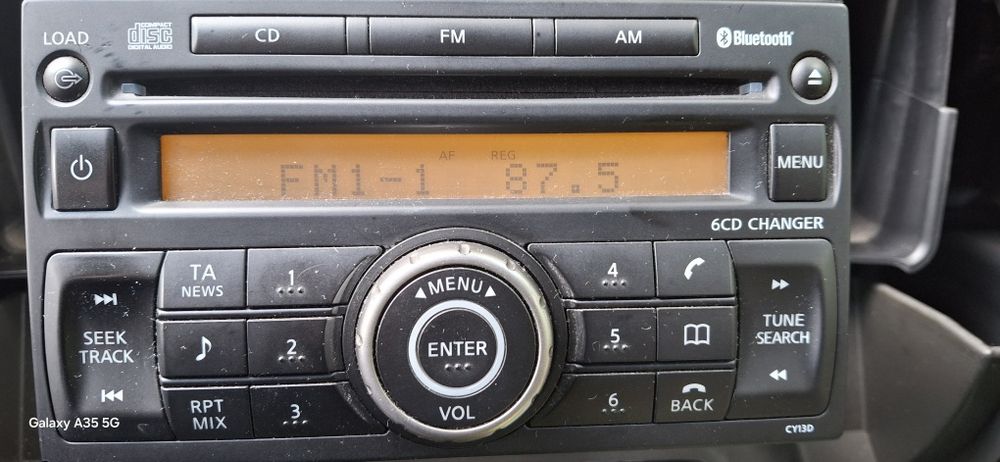 LOAD
COMPACT
disc
DIGITAL AUDIO
CD
FM
AM
Bluetooth
AF REG
FM1-1 87.5
MENU
6CD CHANGER
SEEK
TRACK
TA
NEWS
RPT
MIX
1
2
3
◀MENU▶
ENTER
VOL
4
5
6
BACK
TUNE
SEARCH
CY13D
Galaxy A35 5G